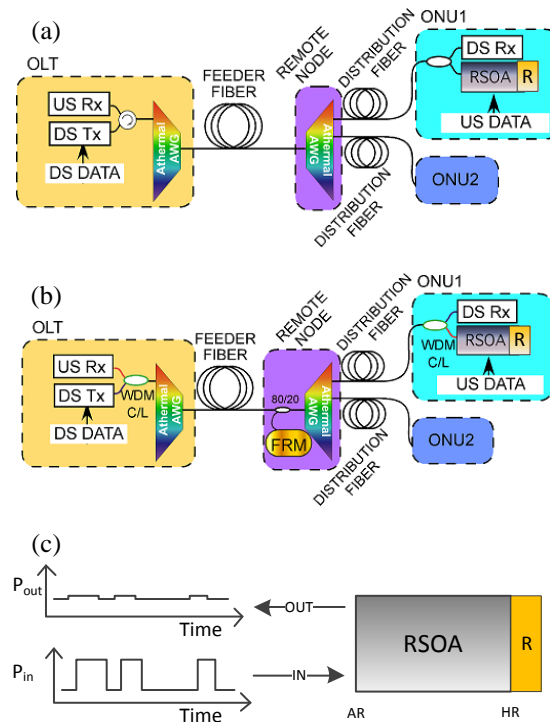 (a)
OLT
US Rx
DS Tx
DS DATA
Athermal
AWG
FEEDER
FIBER
REMOTE
NODE
Athermal
AWG
DISTRIBUTION
FIBER
DISTRIBUTION
FIBER
ONU1
DS Rx
RSOA R
US DATA
ONU2
(b)
OLT
US Rx
DS Tx
WDM
C/L
DS DATA
Athermal
AWG
FEEDER
FIBER
REMOTE
NODE
80/20
FRM
Athermal
AWG
DISTRIBUTION
FIBER
DISTRIBUTION
FIBER
ONU1
DS Rx
WDM
C/L
RSOA R
US DATA
ONU2
(c)
Pout
Time
OUT
Pin
Time
IN
RSOA R
AR HR